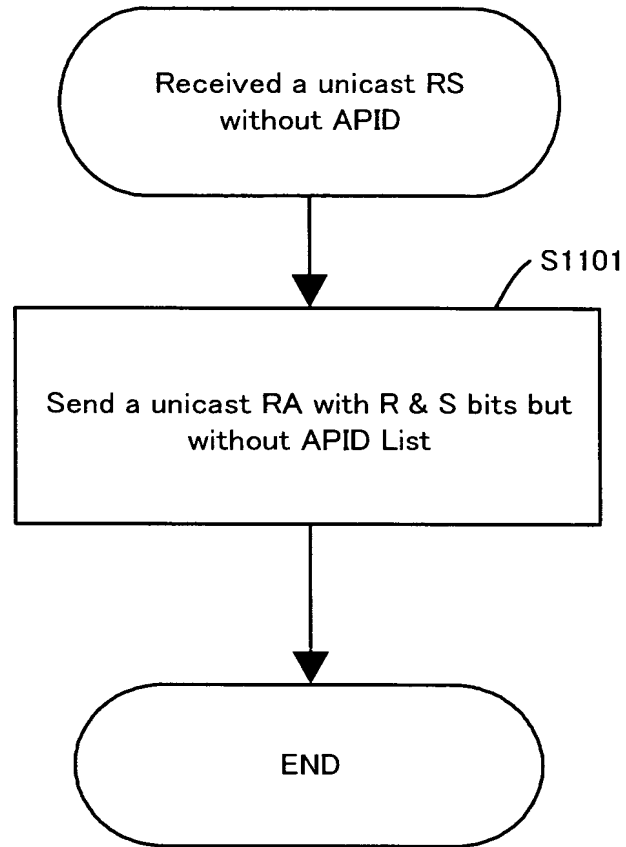 Received a unicast RS
without APID
S1101
Send a unicast RA with R & S bits but
without APID List
END